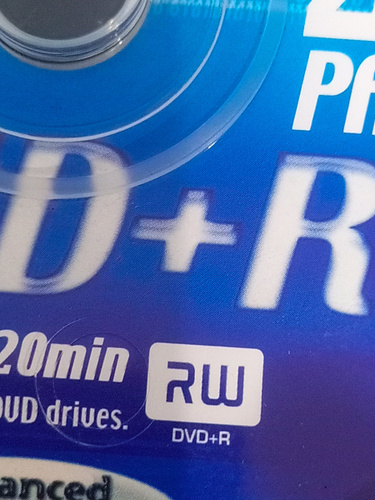 PA
D+R
20min
RW
DVD drives.
DVD+R
anced